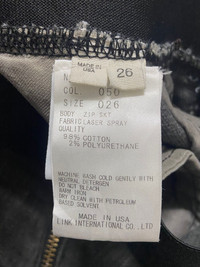 MADE IN
USA
26
COL. 050
SIZE 026
BODY ZIP SKT
FABRIC LASER SPRAY
QUALITY
98% COTTON
2% POLYURETHANE
MACHINE WASH COLD GENTLY WITH
NEUTRAL DETERGEN
DO NOT BLEACH
WARM IRON
DRY CLEAN WITH PETROLEUM
BASED SOLVENT
MADE IN USA
LINK INTERNATIONAL CO.,LTD